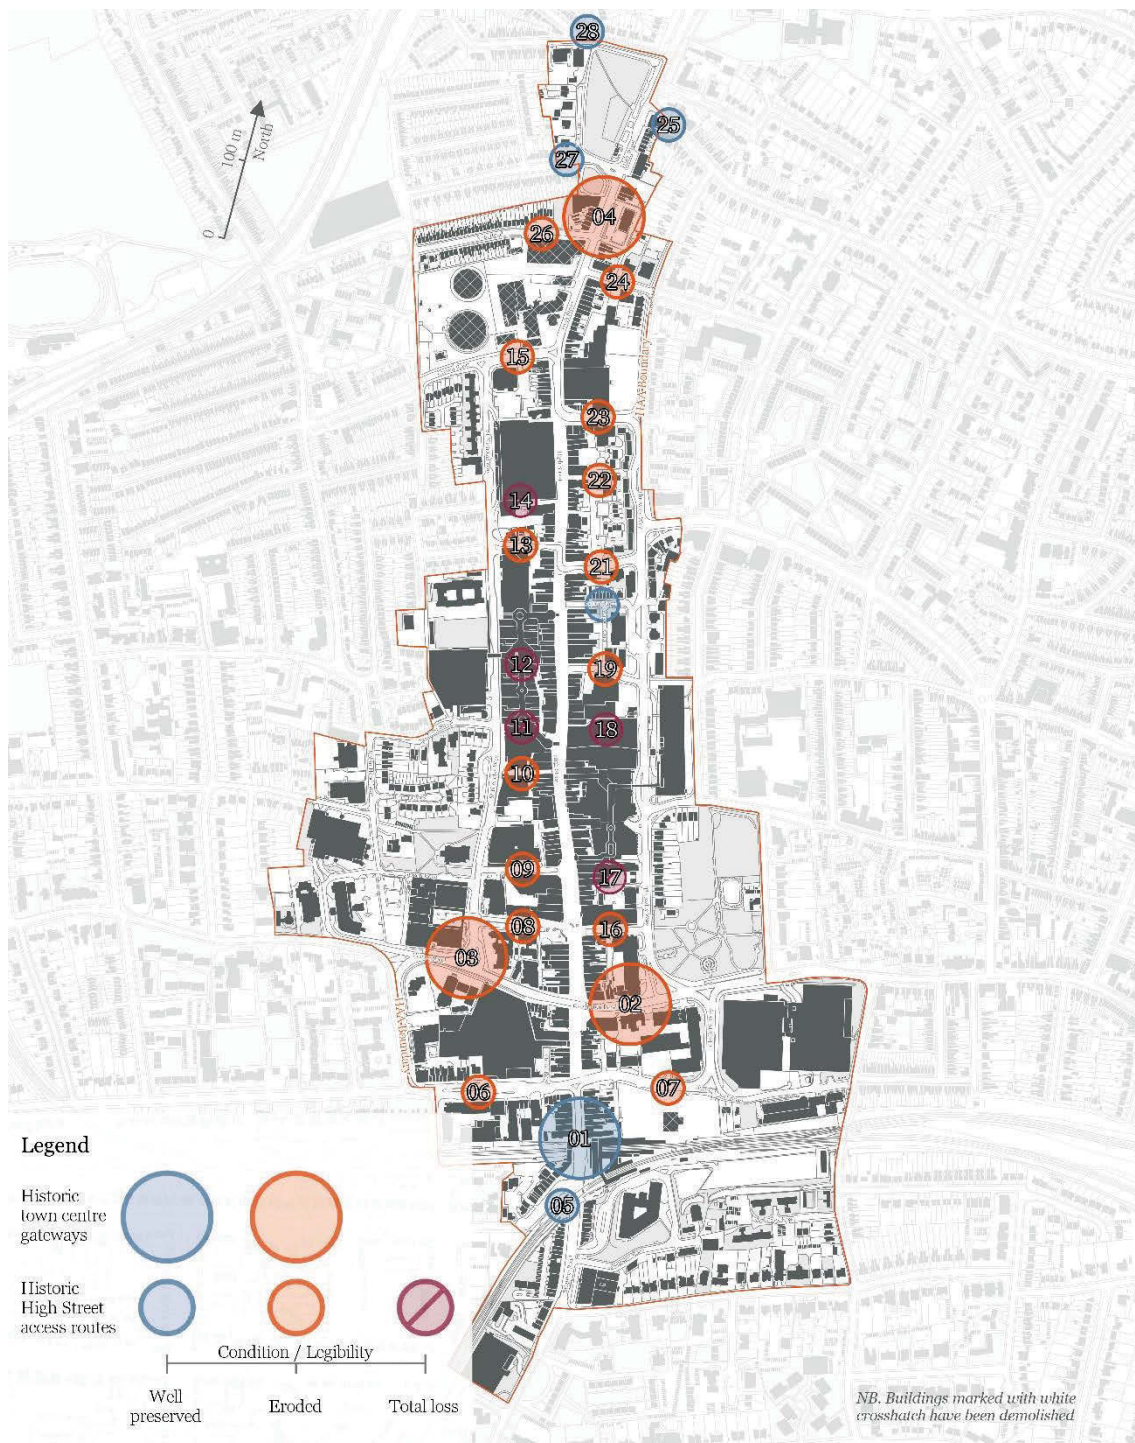 28
25
27
100 m
North
0
04
26
24
15
HAA Boundary
23
22
14
13
21
12
19
11
18
10
09
17
08
16
03
02
HAA Boundary
06
07
01
05
Legend
Historic
town centre
gateways
Historic
High Street
access routes
Condition / Legibility
Well
preserved
Eroded
Total loss
NB. Buildings marked with white
crosshatch have been demolished